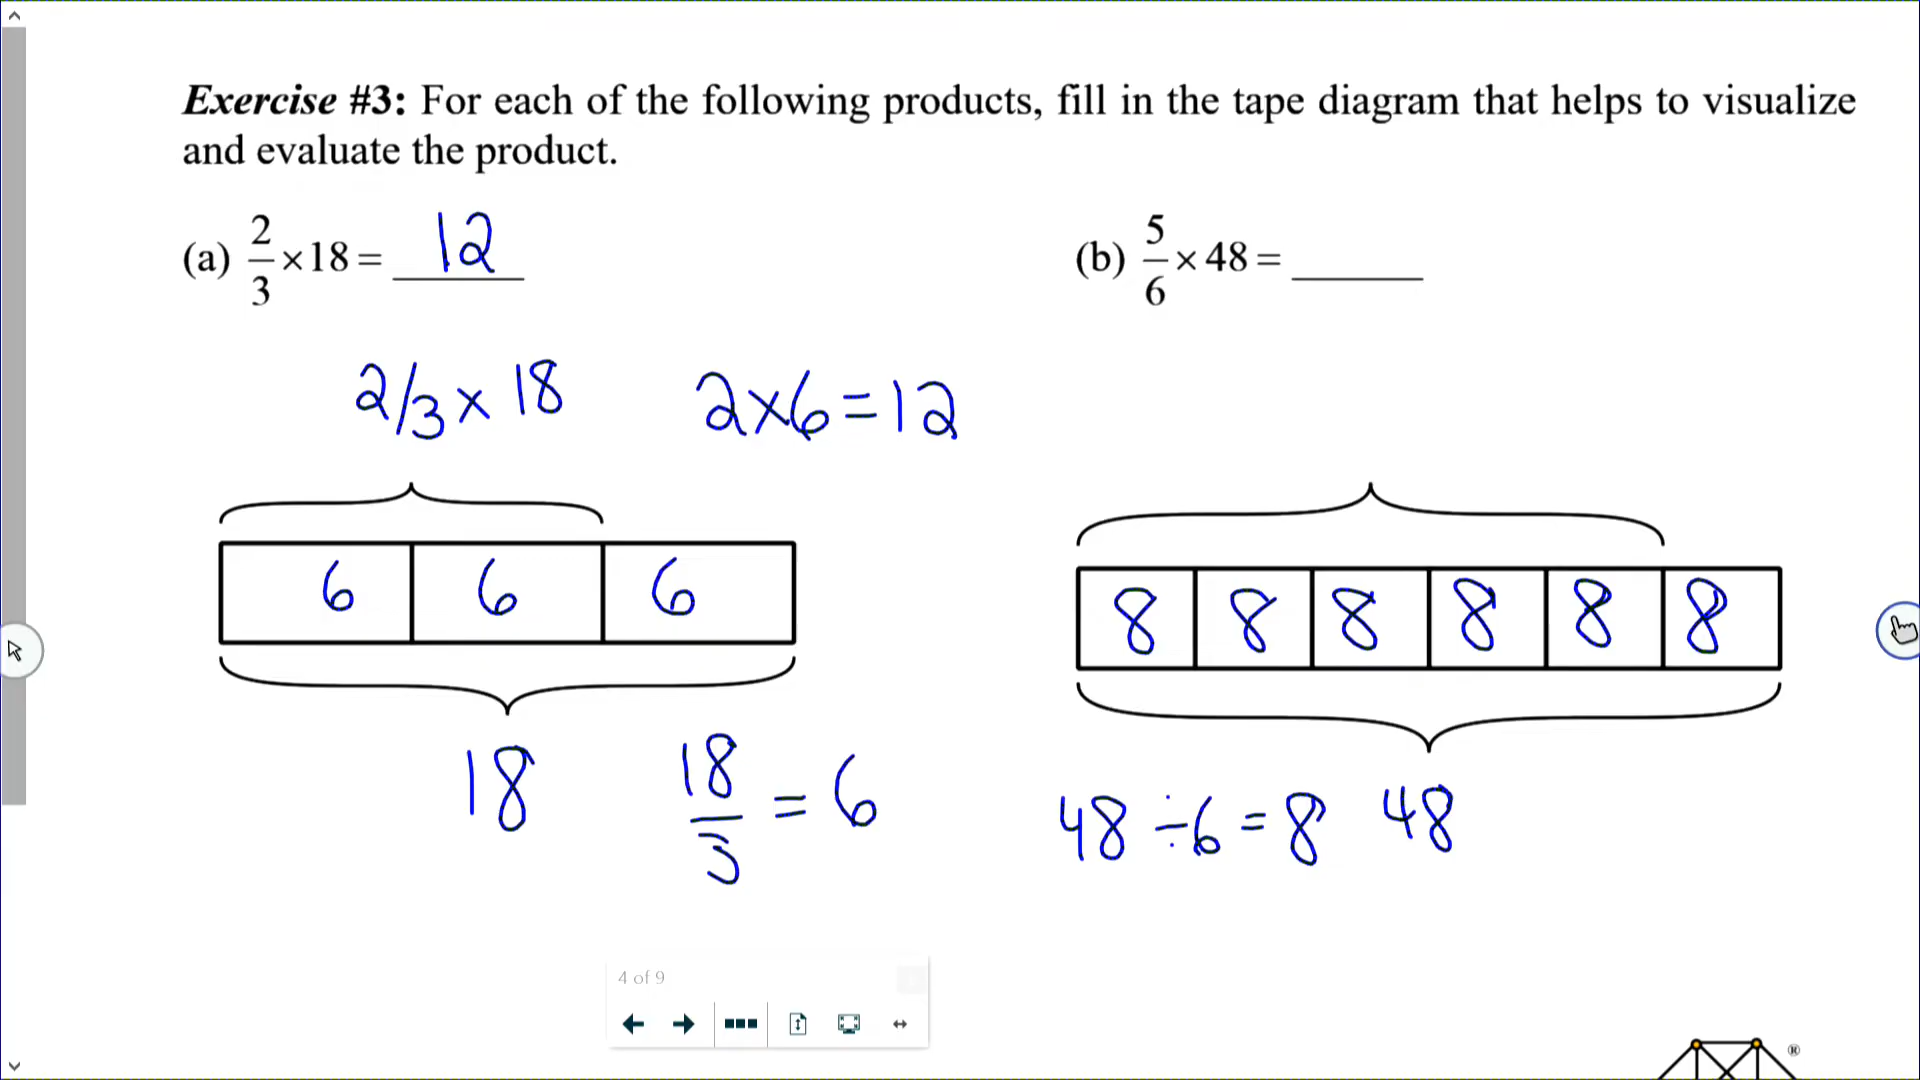 Exercise #3: For each of the following products, fill in the tape diagram that helps to visualize
and evaluate the product.
(a) 2/3 × 18 = 12
(b) 5/6 × 48 = ______
2/3 × 18
2×6=12
6 6 6
8 8 8 8 8 8
18
18/3 = 6
48 ÷ 6 = 8
48
4 of 9
®